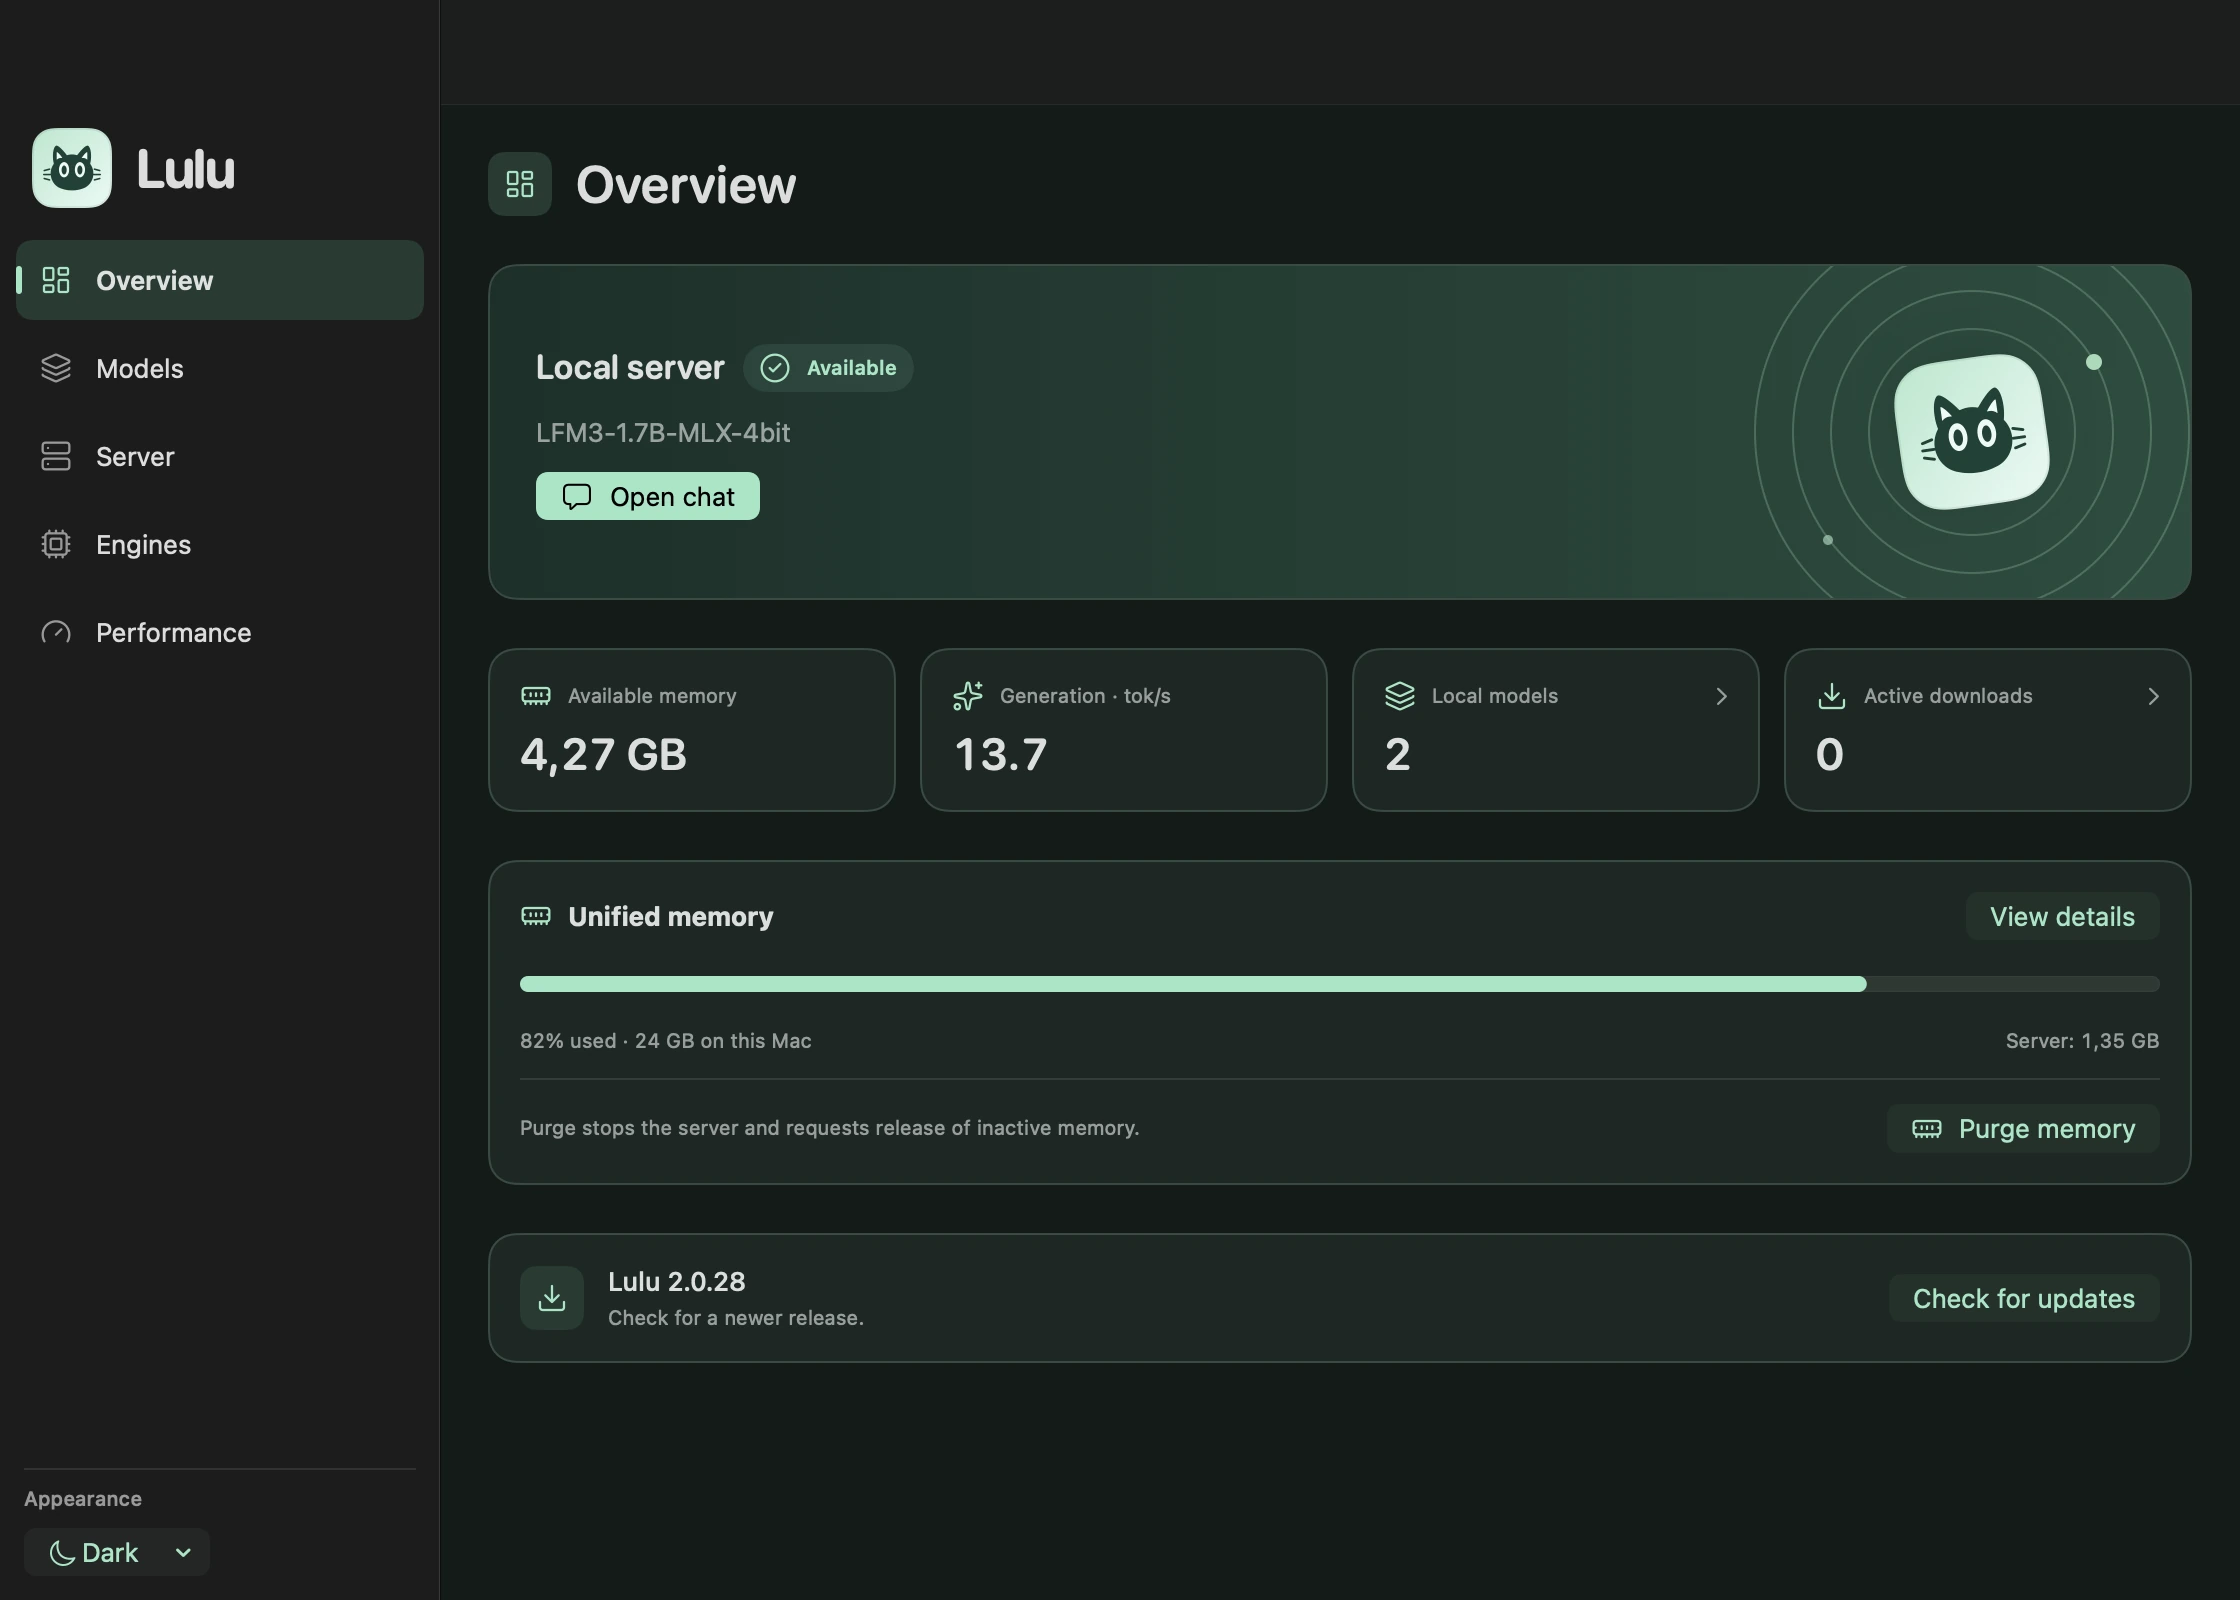 Lulu
Overview
Models
Server
Engines
Performance
Appearance
Dark
Overview
Local server
Available
LFM3-1.7B-MLX-4bit
Open chat
Available memory
4,27 GB
Generation · tok/s
13.7
Local models
2
Active downloads
0
Unified memory
View details
82% used · 24 GB on this Mac
Server: 1,35 GB
Purge stops the server and requests release of inactive memory.
Purge memory
Lulu 2.0.28
Check for a newer release.
Check for updates